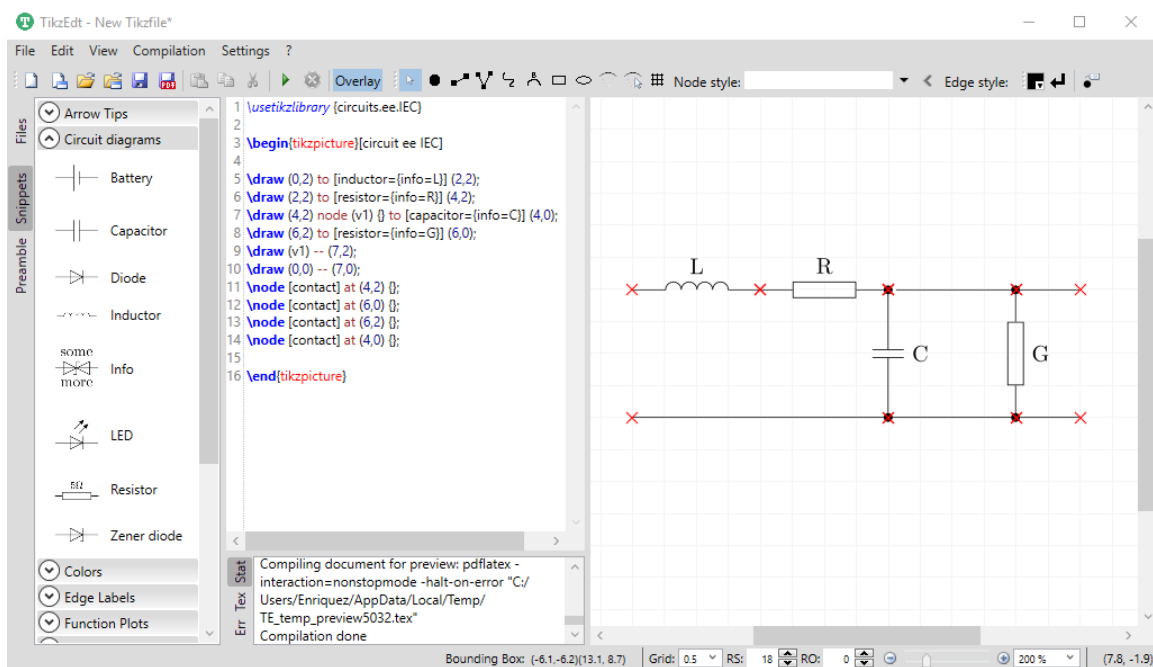 TikzEdt - New Tikzfile*
File Edit View Compilation Settings ?
Overlay Node style: Edge style:
Files
Snippets
Preamble
Arrow Tips
Circuit diagrams
Battery
Capacitor
Diode
Inductor
some
more
Info
LED
5Ω
Resistor
Zener diode
Colors
Edge Labels
Function Plots
1 \usetikzlibrary {circuits.ee.IEC}
2
3 \begin{tikzpicture}[circuit ee IEC]
4
5 \draw (0,2) to [inductor={info=L}] (2,2);
6 \draw (2,2) to [resistor={info=R}] (4,2);
7 \draw (4,2) node (v1) {} to [capacitor={info=C}] (4,0);
8 \draw (6,2) to [resistor={info=G}] (6,0);
9 \draw (v1) -- (7,2);
10 \draw (0,0) -- (7,0);
11 \node [contact] at (4,2) {};
12 \node [contact] at (6,0) {};
13 \node [contact] at (6,2) {};
14 \node [contact] at (4,0) {};
15
16 \end{tikzpicture}
L R
C G
Stat
Tex
Err
Compiling document for preview: pdflatex -
interaction=nonstopmode -halt-on-error "C:/
Users/Enriquez/AppData/Local/Temp/
TE_temp_preview5032.tex"
Compilation done
Bounding Box: (-6.1,-6.2)(13.1, 8.7) Grid: 0.5 RS: 18 RO: 0 200 % (7.8, -1.9)